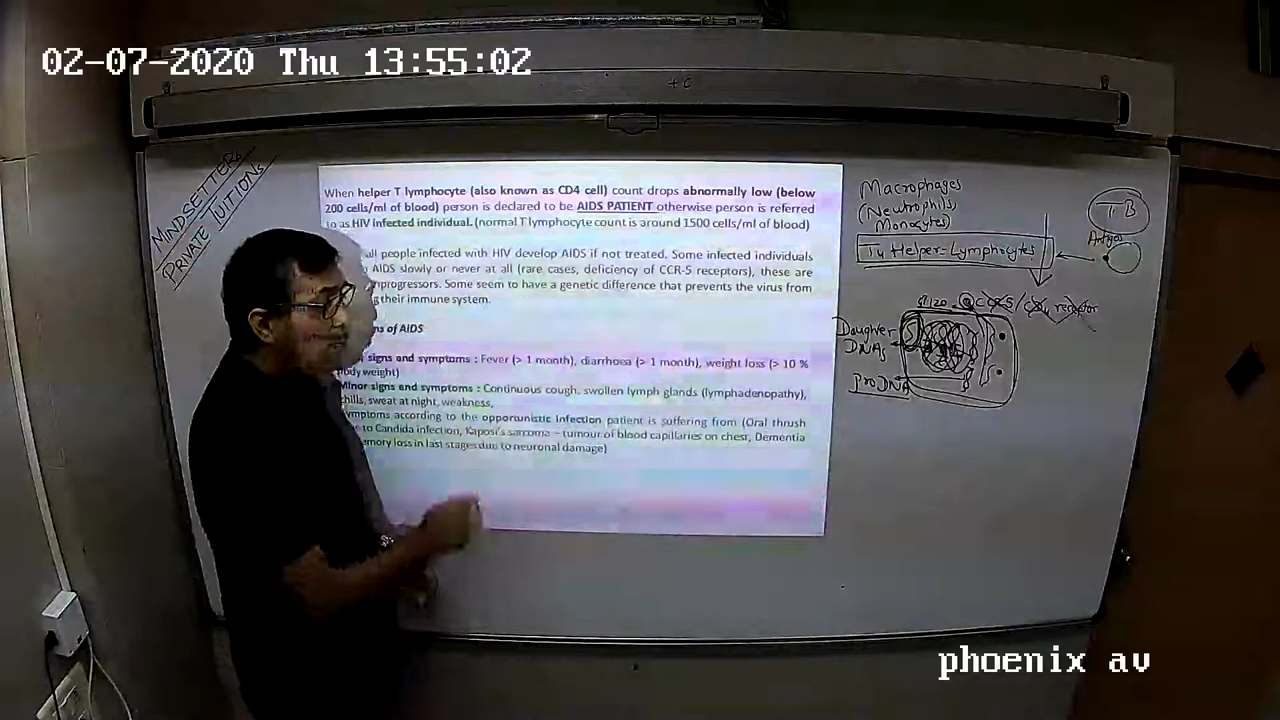 02-07-2020 Thu 13:55:02
MINDSETTERS
PRIVATE TUITIONS
When helper T lymphocyte (also known as CD4 cell) count drops abnormally low (below
200 cells/ml of blood) person is declared to be AIDS PATIENT otherwise person is referred
to as HIV infected individual. (normal T lymphocyte count is around 1500 cells/ml of blood)
all people infected with HIV develop AIDS if not treated. Some infected individuals
AIDS slowly or never at all (rare cases, deficiency of CCR-5 receptors), these are
nprogressors. Some seem to have a genetic difference that prevents the virus from
g their immune system.
ns of AIDS
signs and symptoms : Fever (> 1 month), diarrhoea (> 1 month), weight loss (> 10 %
body weight)
Minor signs and symptoms : Continuous cough, swollen lymph glands (lymphadenopathy),
chills, sweat at night, weakness,
Symptoms according to the opportunistic infection patient is suffering from (Oral thrush
to Candida infection, Kaposi's sarcoma – tumour of blood capillaries on chest, Dementia
emory loss in last stages due to neuronal damage)
Macrophages
(Neutrophils,
Monocytes)
T4 Helper-Lymphocytes
TB
Antigen
receptor
Daughter
DNAs
ProDNA
phoenix av